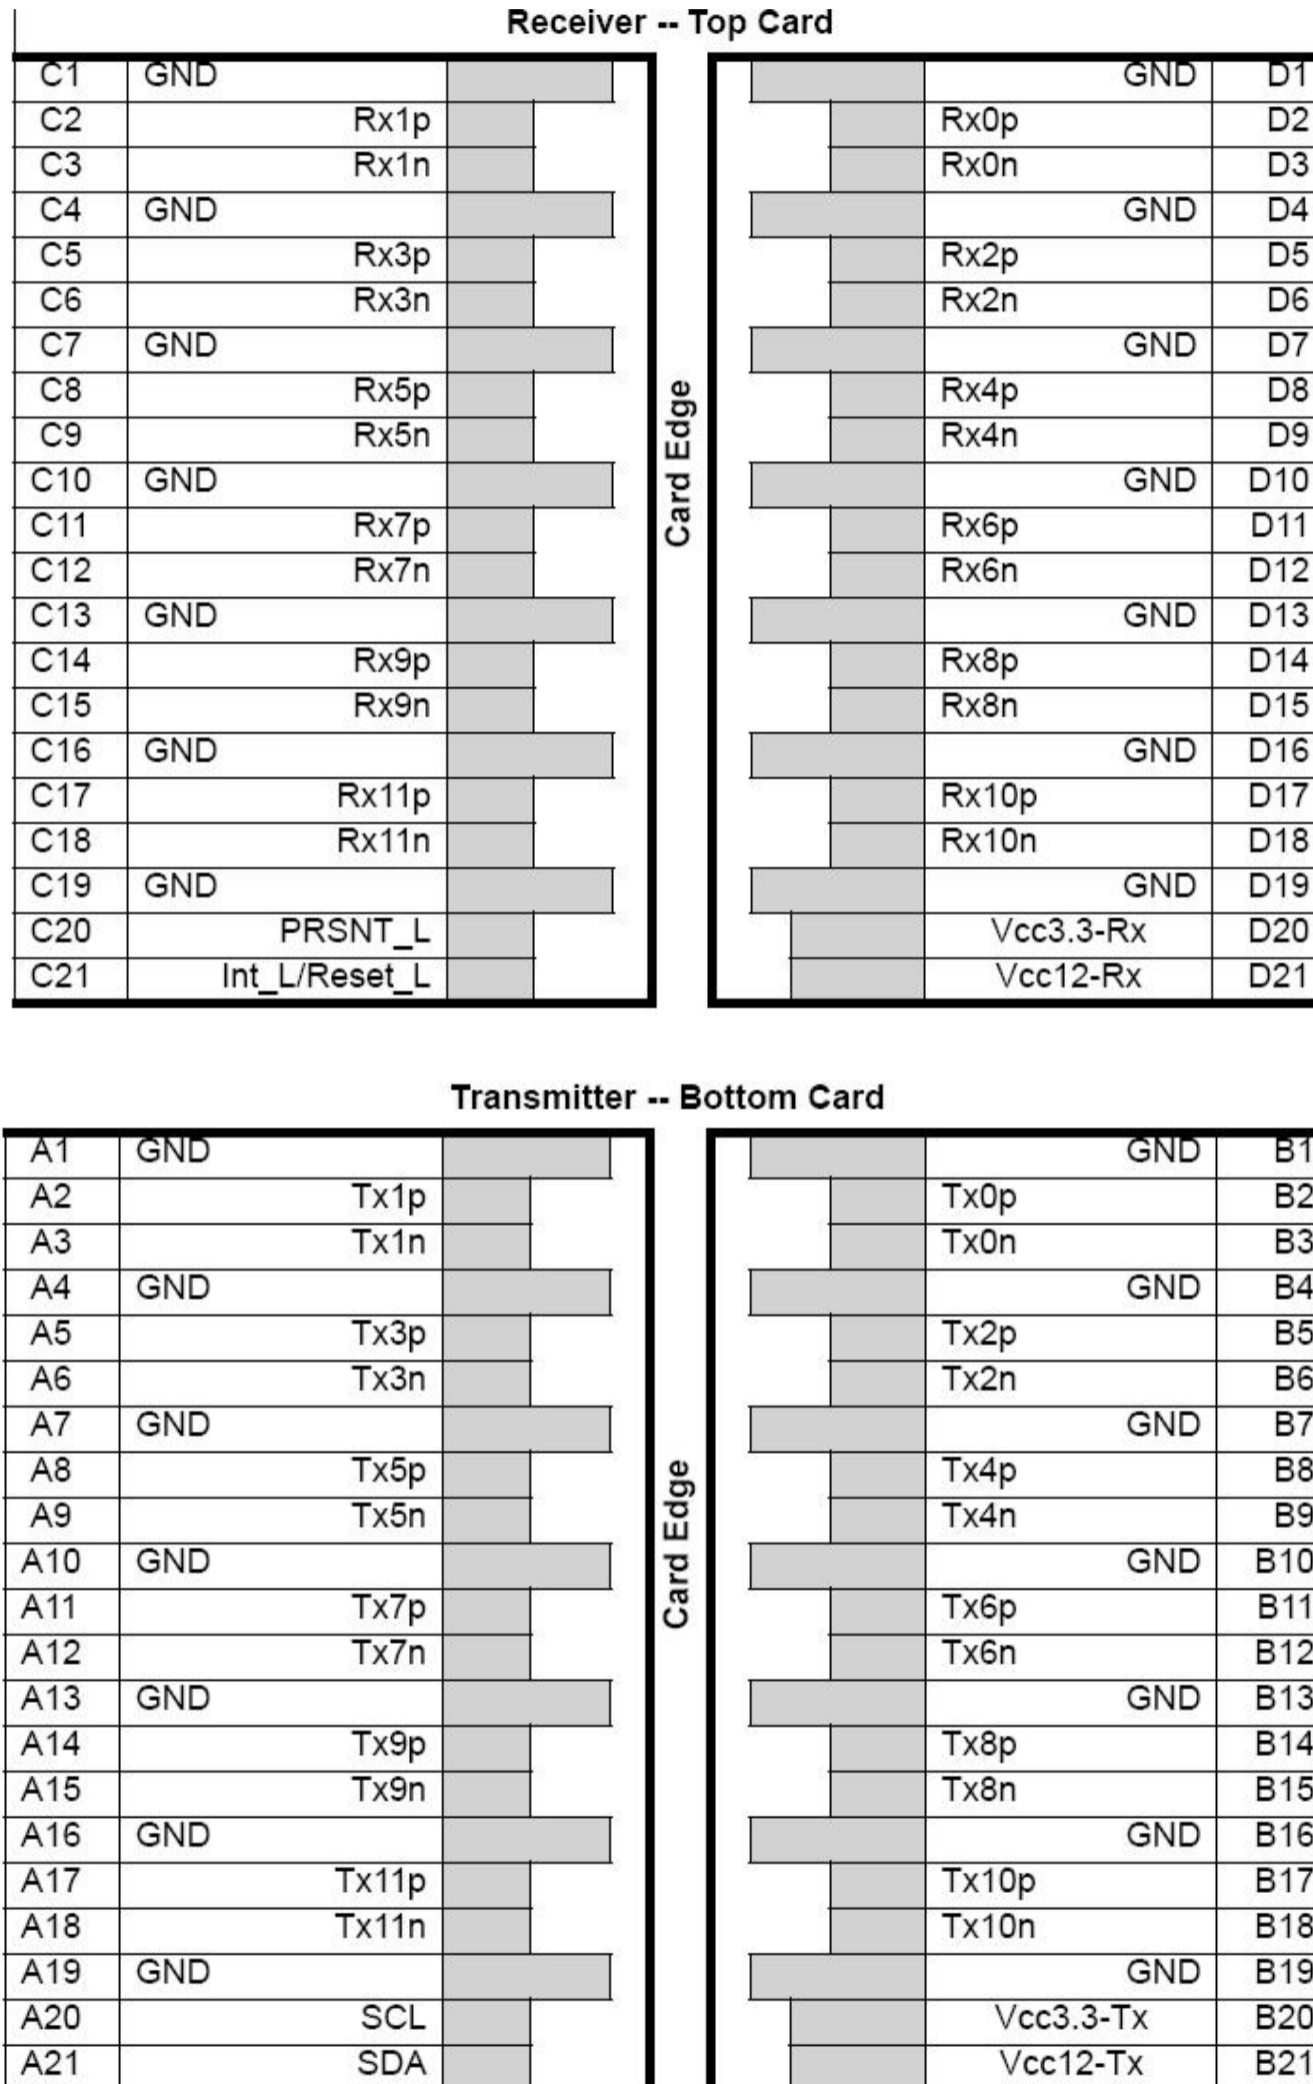 Receiver -- Top Card
C1 GND GND D1
C2 Rx1p Rx0p D2
C3 Rx1n Rx0n D3
C4 GND GND D4
C5 Rx3p Rx2p D5
C6 Rx3n Rx2n D6
C7 GND GND D7
C8 Rx5p Rx4p D8
C9 Rx5n Rx4n D9
C10 GND GND D10
C11 Rx7p Rx6p D11
C12 Rx7n Rx6n D12
C13 GND GND D13
C14 Rx9p Rx8p D14
C15 Rx9n Rx8n D15
C16 GND GND D16
C17 Rx11p Rx10p D17
C18 Rx11n Rx10n D18
C19 GND GND D19
C20 PRSNT_L Vcc3.3-Rx D20
C21 Int_L/Reset_L Vcc12-Rx D21
Card Edge
Transmitter -- Bottom Card
A1 GND GND B1
A2 Tx1p Tx0p B2
A3 Tx1n Tx0n B3
A4 GND GND B4
A5 Tx3p Tx2p B5
A6 Tx3n Tx2n B6
A7 GND GND B7
A8 Tx5p Tx4p B8
A9 Tx5n Tx4n B9
A10 GND GND B10
A11 Tx7p Tx6p B11
A12 Tx7n Tx6n B12
A13 GND GND B13
A14 Tx9p Tx8p B14
A15 Tx9n Tx8n B15
A16 GND GND B16
A17 Tx11p Tx10p B17
A18 Tx11n Tx10n B18
A19 GND GND B19
A20 SCL Vcc3.3-Tx B20
A21 SDA Vcc12-Tx B21
Card Edge